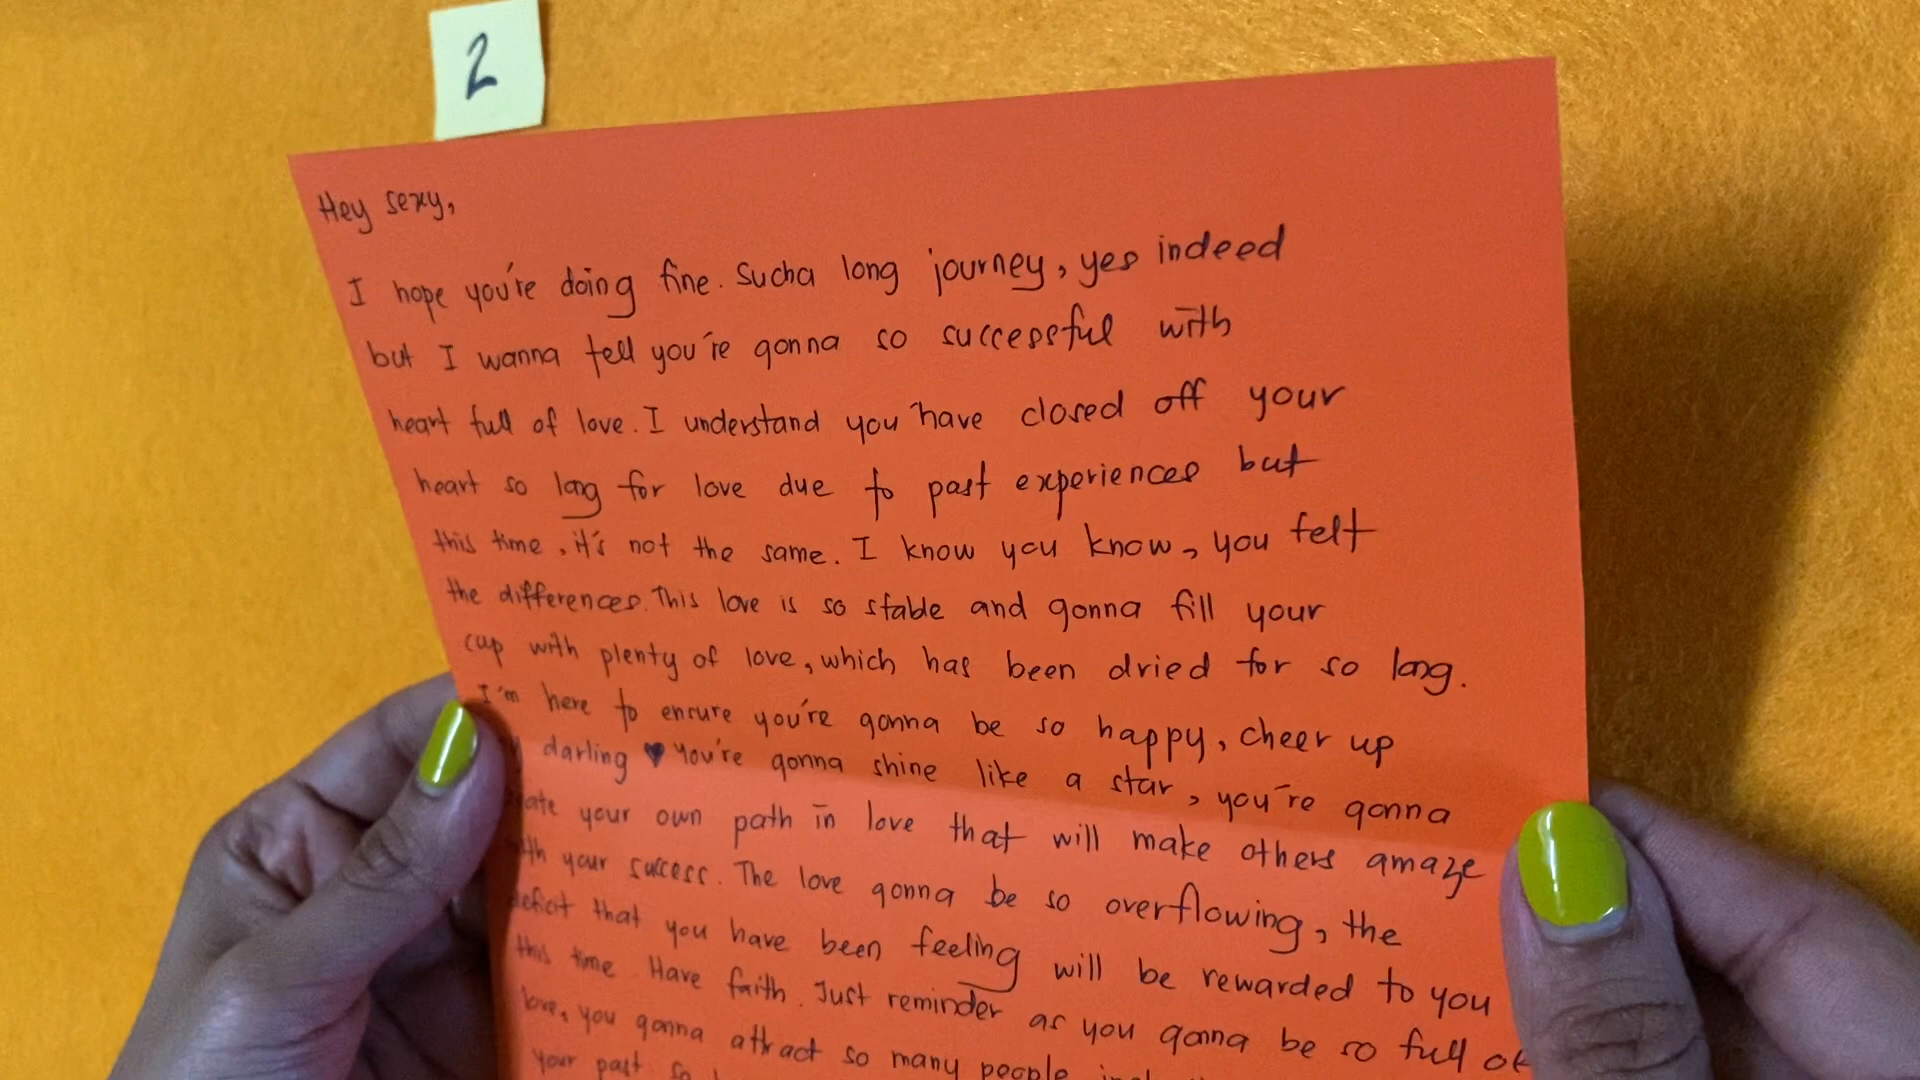 2
Hey sexy,
I hope you're doing fine. Sucha long journey, yes indeed
but I wanna tell you're gonna so successful with
heart full of love. I understand you have closed off your
heart so long for love due to past experiences but
this time, it's not the same. I know you know, you felt
the differences. This love is so stable and gonna fill your
cup with plenty of love, which has been dried for so long.
I'm here to ensure you're gonna be so happy, cheer up
darling ♥ You're gonna shine like a star, you're gonna
your own path in love that will make others amaze
your success. The love gonna be so overflowing, the
deficit that you have been feeling will be rewarded to you
this time. Have faith. Just reminder as you gonna be so full of
love, you gonna attract so many people
your past. So